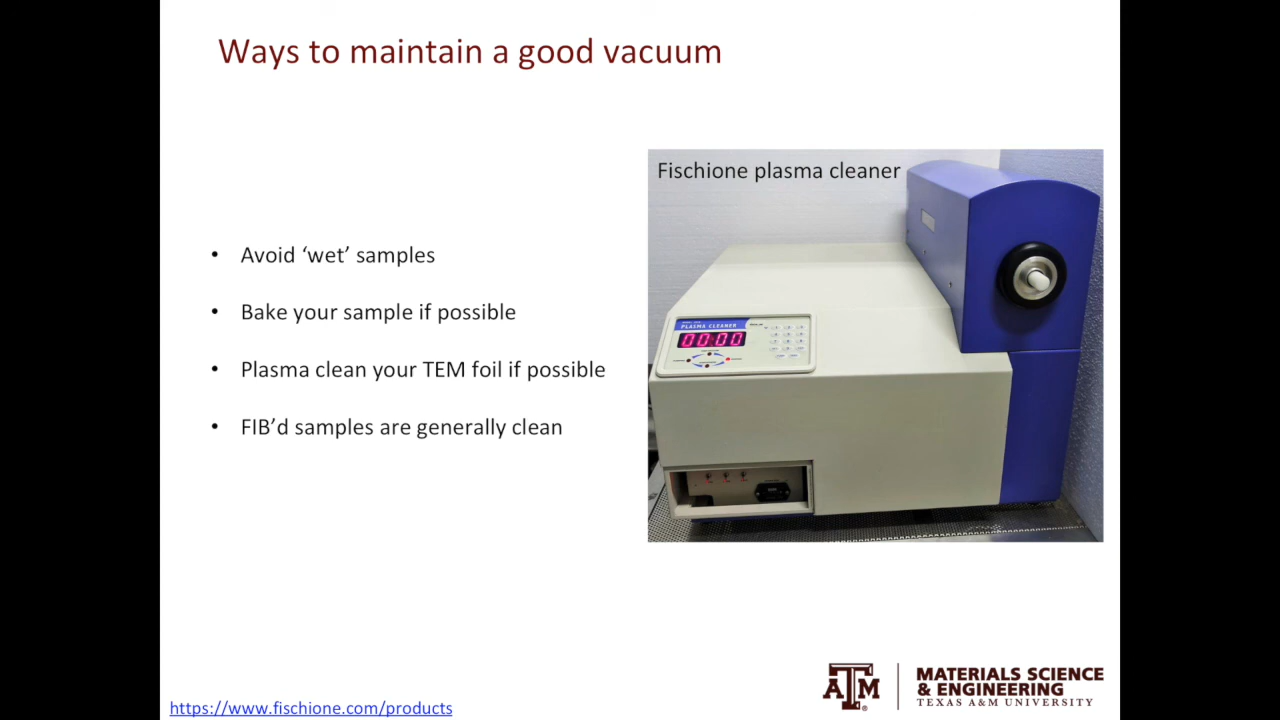 Ways to maintain a good vacuum
Fischione plasma cleaner
• Avoid ‘wet’ samples
• Bake your sample if possible
• Plasma clean your TEM foil if possible
• FIB’d samples are generally clean
PLASMA CLEANER
00:00
https://www.fischione.com/products
ATM
MATERIALS SCIENCE
& ENGINEERING
TEXAS A&M UNIVERSITY